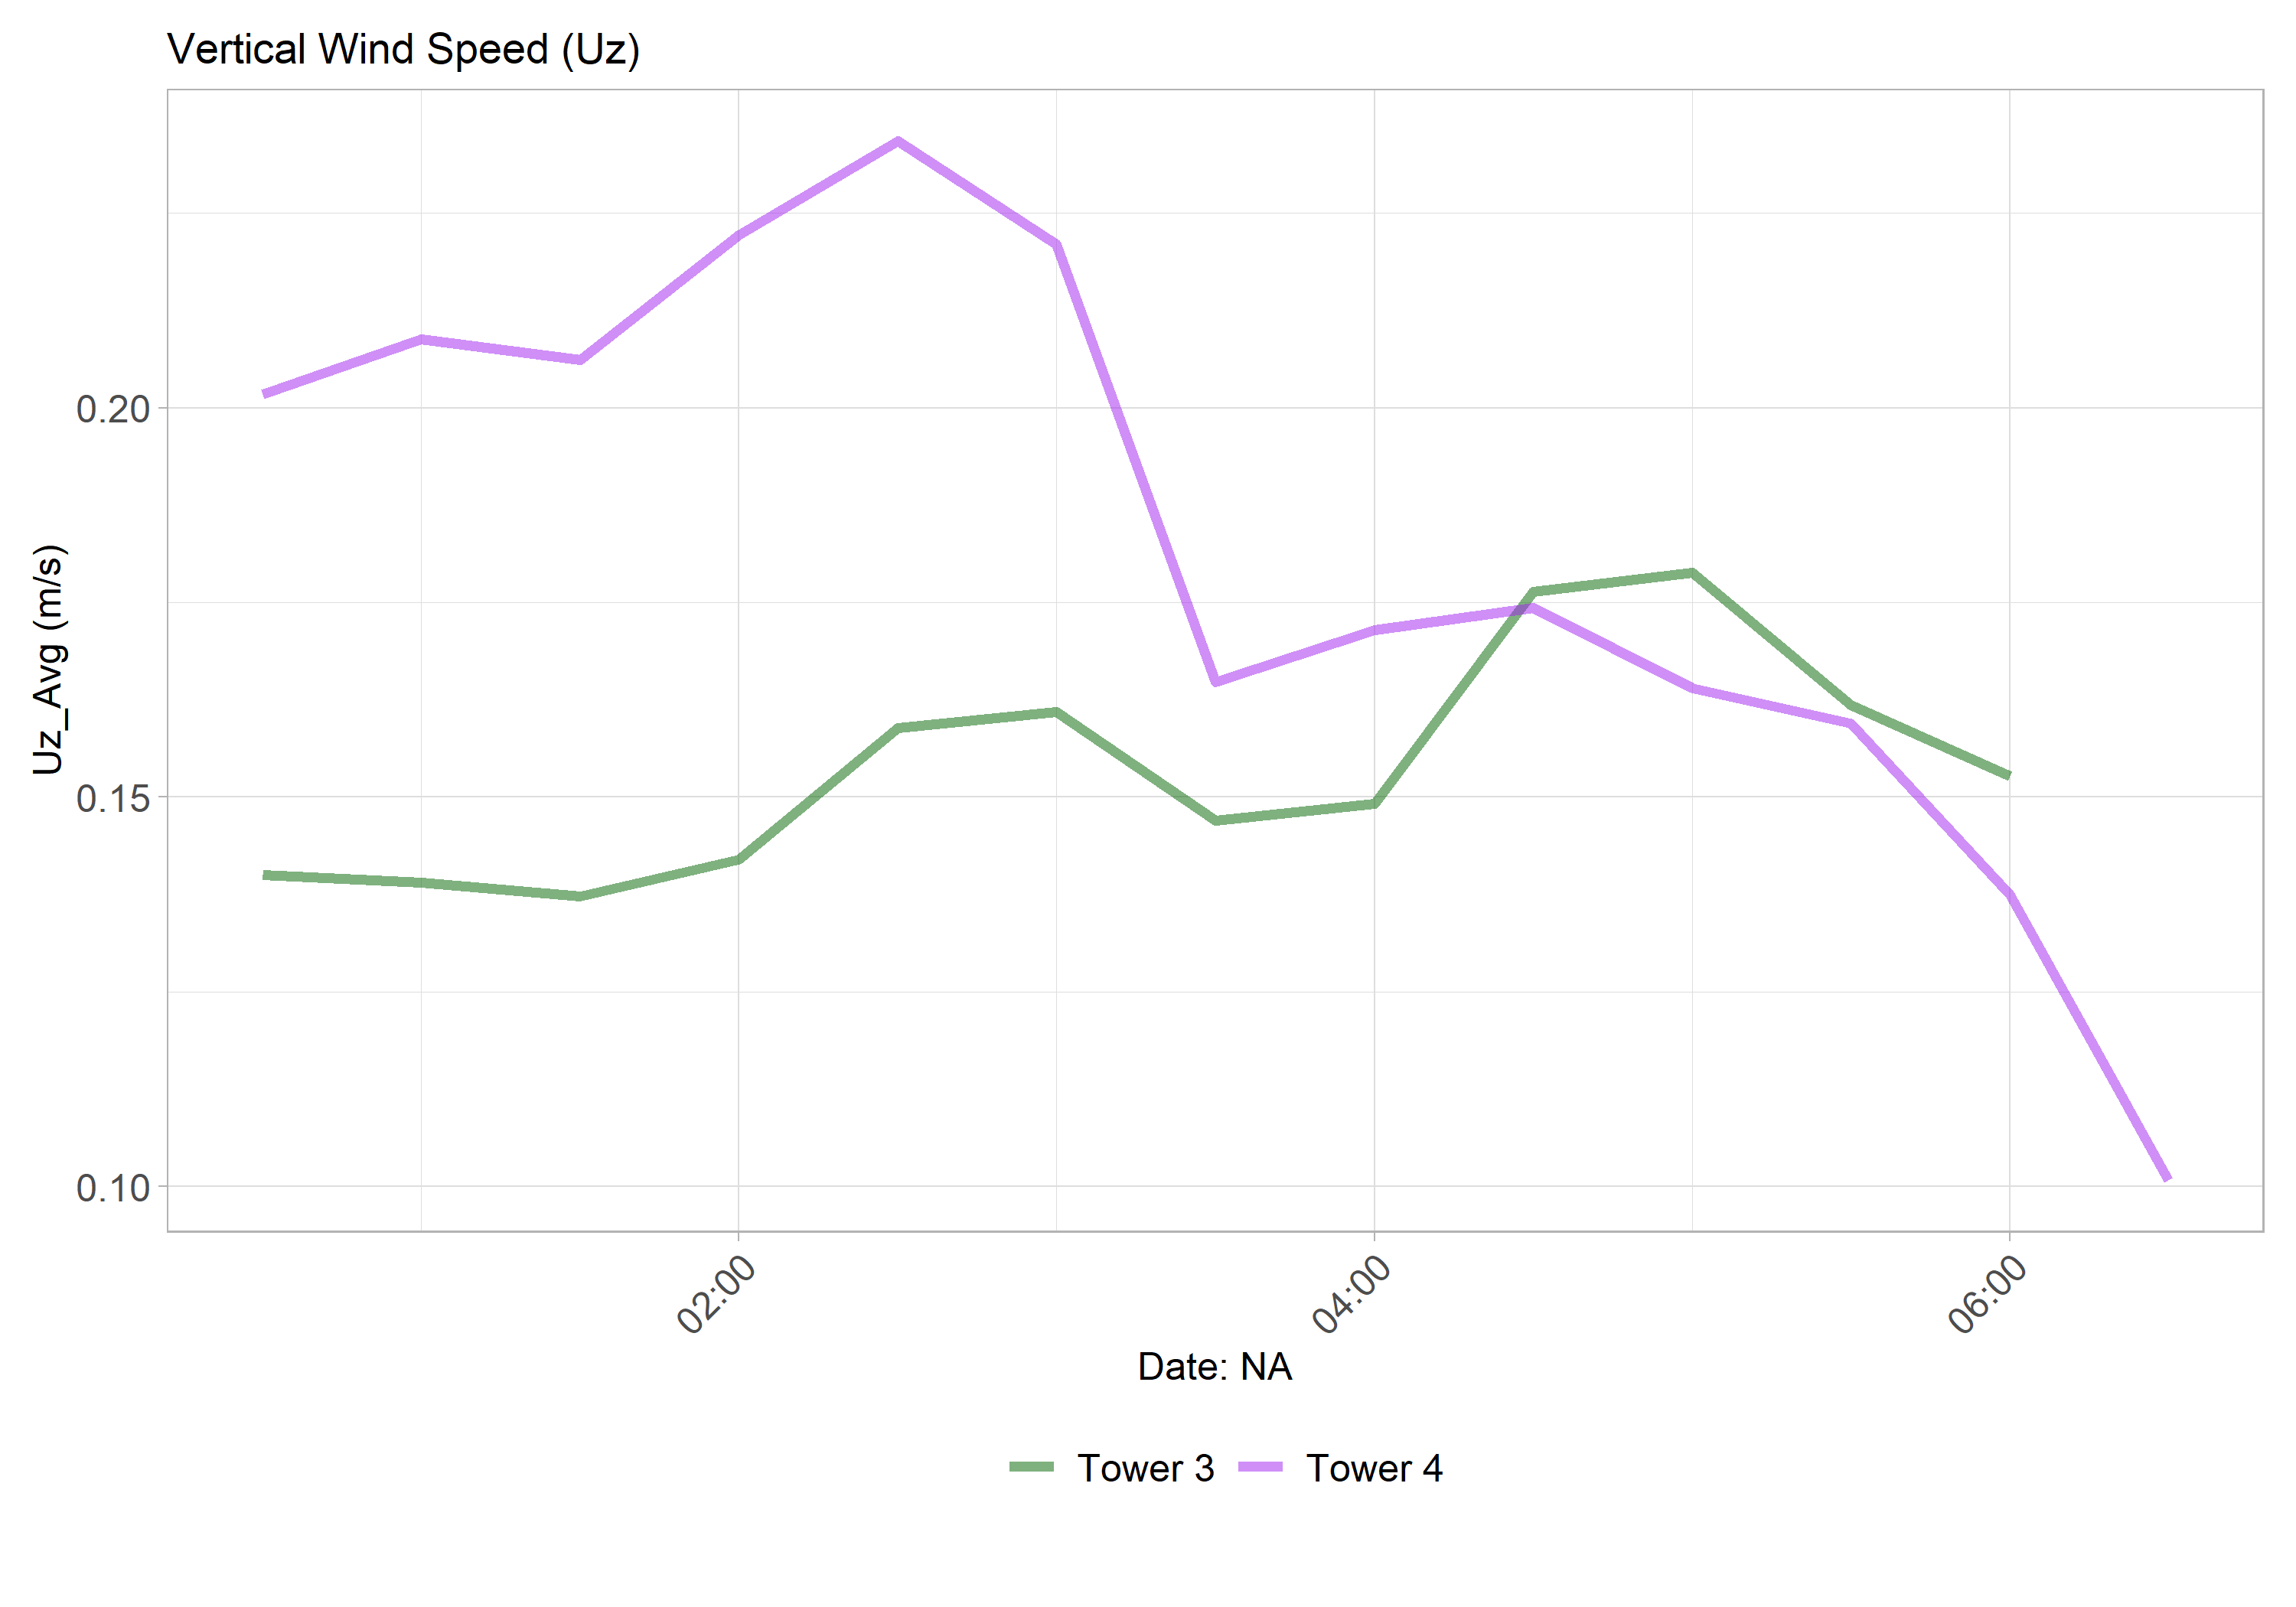 Vertical Wind Speed (Uz)
Uz_Avg (m/s)
0.20
0.15
0.10
02:00
04:00
06:00
Date: NA
Tower 3
Tower 4